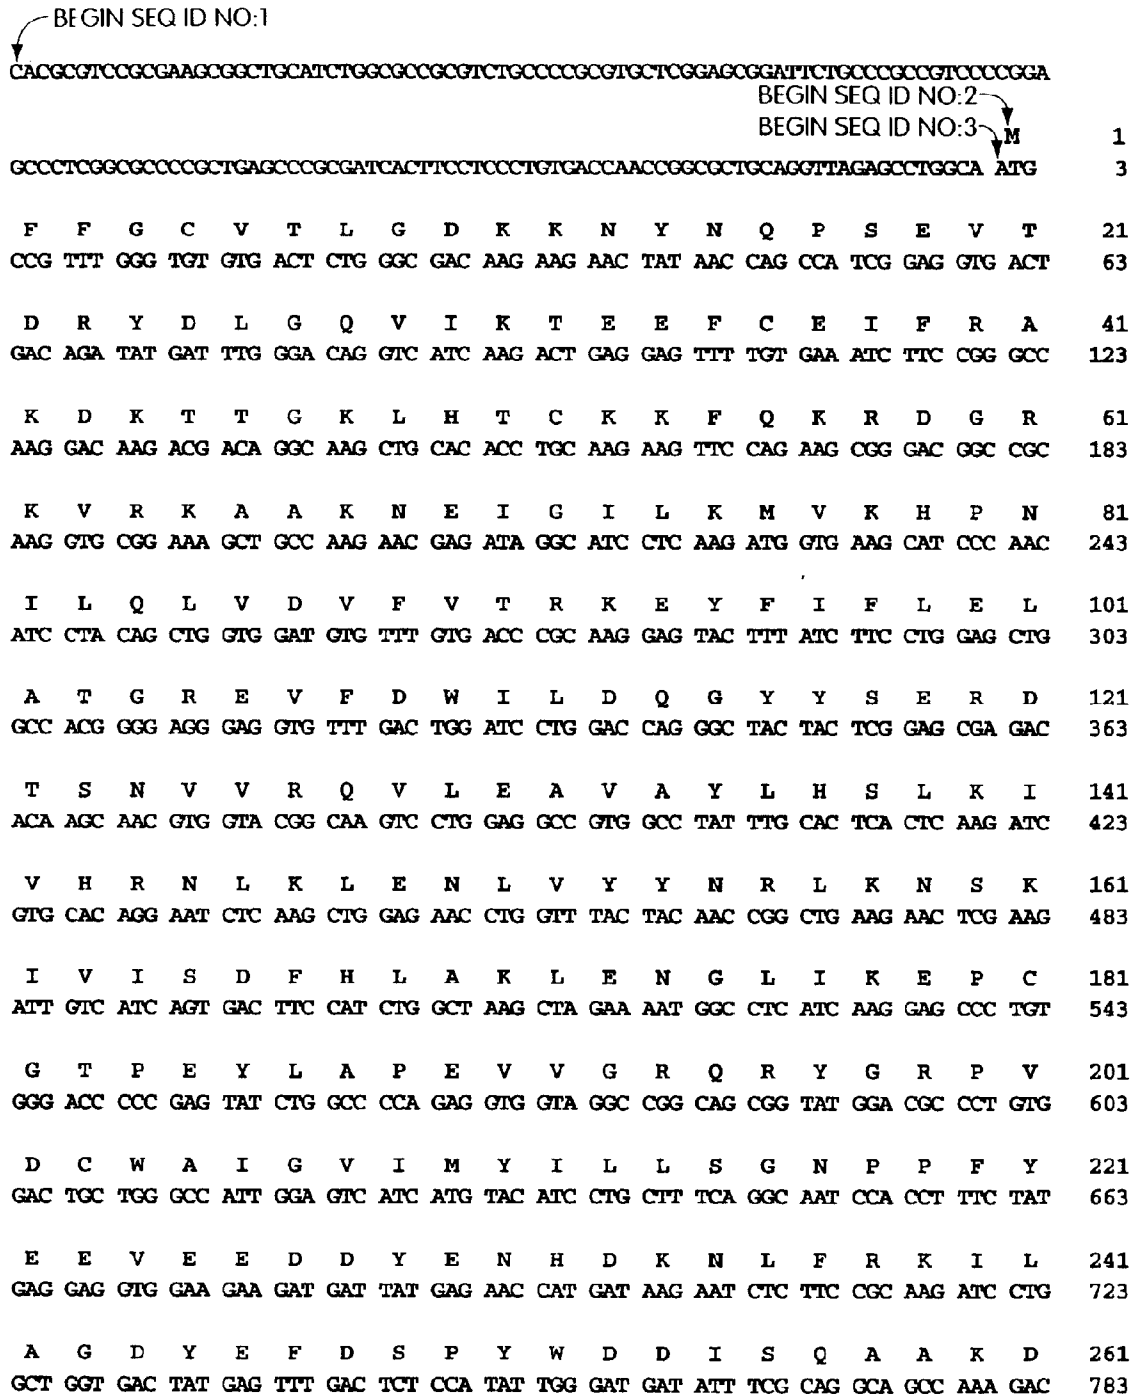 BEGIN SEQ ID NO:1
CACGCGTCCGCGAAGCGGCTGCATCTGGCGCCGCGTCTGCCCCGCGTGCTCGGAGCGGATTCTGCCCGCCGTCCCCGGA
BEGIN SEQ ID NO:2
BEGIN SEQ ID NO:3 M 1
GCCCTCGGCGCCCCGCTGAGCCCGCGATCACTTCCTCCCTGTGACCAACCGGCGCTGCAGGTTAGAGCCTGGCA ATG 3
F F G C V T L G D K K N Y N Q P S E V T 21
CCG TTT GGG TGT GTG ACT CTG GGC GAC AAG AAG AAC TAT AAC CAG CCA TCG GAG GTG ACT 63
D R Y D L G Q V I K T E E F C E I F R A 41
GAC AGA TAT GAT TTG GGA CAG GTC ATC AAG ACT GAG GAG TTT TGT GAA ATC TTC CGG GCC 123
K D K T T G K L H T C K K F Q K R D G R 61
AAG GAC AAG ACG ACA GGC AAG CTG CAC ACC TGC AAG AAG TTC CAG AAG CGG GAC GGC CGC 183
K V R K A A K N E I G I L K M V K H P N 81
AAG GTG CGG AAA GCT GCC AAG AAC GAG ATA GGC ATC CTC AAG ATG GTG AAG CAT CCC AAC 243
I L Q L V D V F V T R K E Y F I F L E L 101
ATC CTA CAG CTG GTG GAT GTG TTT GTG ACC CGC AAG GAG TAC TTT ATC TTC CTG GAG CTG 303
A T G R E V F D W I L D Q G Y Y S E R D 121
GCC ACG GGG AGG GAG GTG TTT GAC TGG ATC CTG GAC CAG GGC TAC TAC TCG GAG CGA GAC 363
T S N V V R Q V L E A V A Y L H S L K I 141
ACA AGC AAC GTG GTA CGG CAA GTC CTG GAG GCC GTG GCC TAT TTG CAC TCA CTC AAG ATC 423
V H R N L K L E N L V Y Y N R L K N S K 161
GTG CAC AGG AAT CTC AAG CTG GAG AAC CTG GTT TAC TAC AAC CGG CTG AAG AAC TCG AAG 483
I V I S D F H L A K L E N G L I K E P C 181
ATT GTC ATC AGT GAC TTC CAT CTG GCT AAG CTA GAA AAT GGC CTC ATC AAG GAG CCC TGT 543
G T P E Y L A P E V V G R Q R Y G R P V 201
GGG ACC CCC GAG TAT CTG GCC CCA GAG GTG GTA GGC CGG CAG CGG TAT GGA CGC CCT GTG 603
D C W A I G V I M Y I L L S G N P P F Y 221
GAC TGC TGG GCC ATT GGA GTC ATC ATG TAC ATC CTG CTT TCA GGC AAT CCA CCT TTC TAT 663
E E V E E D D Y E N H D K N L F R K I L 241
GAG GAG GTG GAA GAA GAT GAT TAT GAG AAC CAT GAT AAG AAT CTC TTC CGC AAG ATC CTG 723
A G D Y E F D S P Y W D D I S Q A A K D 261
GCT GGT GAC TAT GAG TTT GAC TCT CCA TAT TGG GAT GAT ATT TCG CAG GCA GCC AAA GAC 783